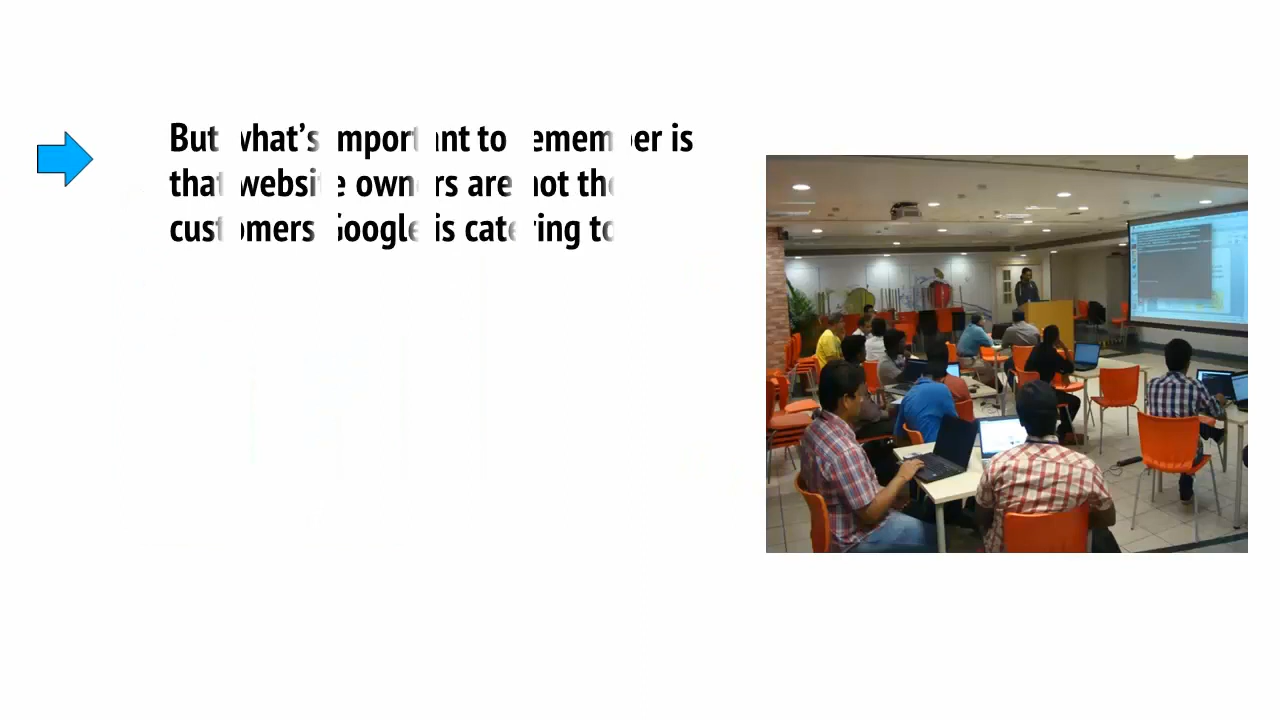 But what's important to remember is
that website owners are not the
customers Google is catering to